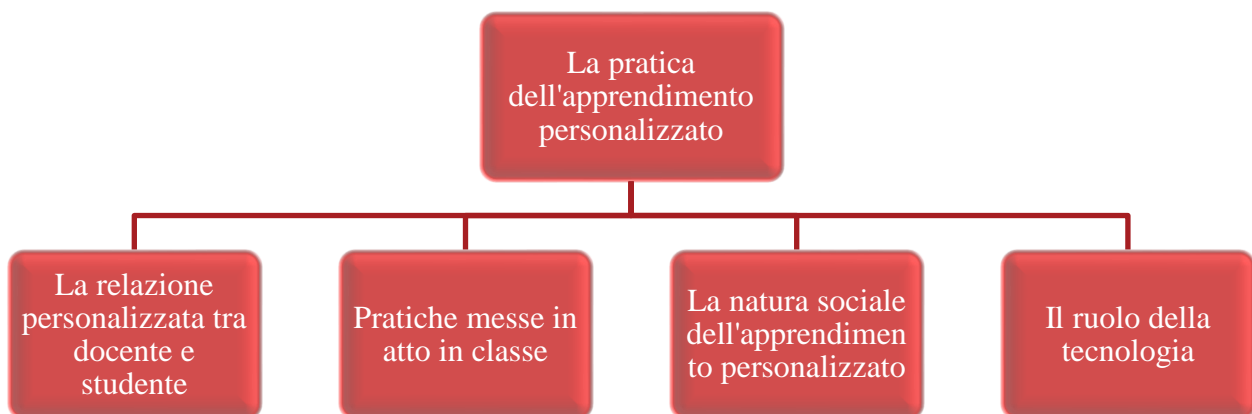 La pratica
dell'apprendimento
personalizzato
La relazione
personalizzata tra
docente e
studente
Pratiche messe in
atto in classe
La natura sociale
dell'apprendimen
to personalizzato
Il ruolo della
tecnologia